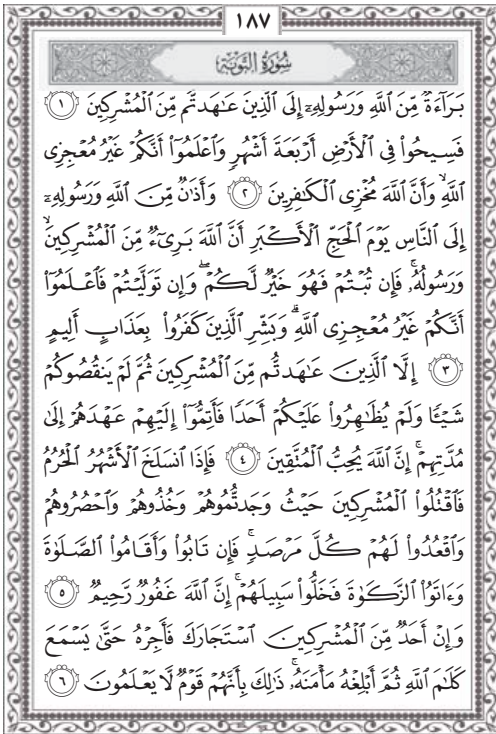 ١٨٧
سُورَةُ التَّوْبَةِ
بَرَآءَةٌ مِّنَ ٱللَّهِ وَرَسُولِهِۦٓ إِلَى ٱلَّذِينَ عَٰهَدتُّم مِّنَ ٱلْمُشْرِكِينَ ١
فَسِيحُوا۟ فِى ٱلْأَرْضِ أَرْبَعَةَ أَشْهُرٍ وَٱعْلَمُوٓا۟ أَنَّكُمْ غَيْرُ مُعْجِزِى
ٱللَّهِ ۙ وَأَنَّ ٱللَّهَ مُخْزِى ٱلْكَٰفِرِينَ ٢ وَأَذَٰنٌ مِّنَ ٱللَّهِ وَرَسُولِهِۦٓ
إِلَى ٱلنَّاسِ يَوْمَ ٱلْحَجِّ ٱلْأَكْبَرِ أَنَّ ٱللَّهَ بَرِىٓءٌ مِّنَ ٱلْمُشْرِكِينَ ۙ
وَرَسُولُهُۥ ۚ فَإِن تُبْتُمْ فَهُوَ خَيْرٌ لَّكُمْ ۖ وَإِن تَوَلَّيْتُمْ فَٱعْلَمُوٓا۟
أَنَّكُمْ غَيْرُ مُعْجِزِى ٱللَّهِ ۗ وَبَشِّرِ ٱلَّذِينَ كَفَرُوا۟ بِعَذَابٍ أَلِيمٍ
٣ إِلَّا ٱلَّذِينَ عَٰهَدتُّم مِّنَ ٱلْمُشْرِكِينَ ثُمَّ لَمْ يَنقُصُوكُمْ
شَيْـًٔا وَلَمْ يُظَٰهِرُوا۟ عَلَيْكُمْ أَحَدًا فَأَتِمُّوٓا۟ إِلَيْهِمْ عَهْدَهُمْ إِلَىٰ
مُدَّتِهِمْ ۚ إِنَّ ٱللَّهَ يُحِبُّ ٱلْمُتَّقِينَ ٤ فَإِذَا ٱنسَلَخَ ٱلْأَشْهُرُ ٱلْحُرُمُ
فَٱقْتُلُوا۟ ٱلْمُشْرِكِينَ حَيْثُ وَجَدتُّمُوهُمْ وَخُذُوهُمْ وَٱحْصُرُوهُمْ
وَٱقْعُدُوا۟ لَهُمْ كُلَّ مَرْصَدٍ ۚ فَإِن تَابُوا۟ وَأَقَامُوا۟ ٱلصَّلَوٰةَ
وَءَاتَوُا۟ ٱلزَّكَوٰةَ فَخَلُّوا۟ سَبِيلَهُمْ ۚ إِنَّ ٱللَّهَ غَفُورٌ رَّحِيمٌ ٥
وَإِنْ أَحَدٌ مِّنَ ٱلْمُشْرِكِينَ ٱسْتَجَارَكَ فَأَجِرْهُ حَتَّىٰ يَسْمَعَ
كَلَٰمَ ٱللَّهِ ثُمَّ أَبْلِغْهُ مَأْمَنَهُۥ ۚ ذَٰلِكَ بِأَنَّهُمْ قَوْمٌ لَّا يَعْلَمُونَ ٦